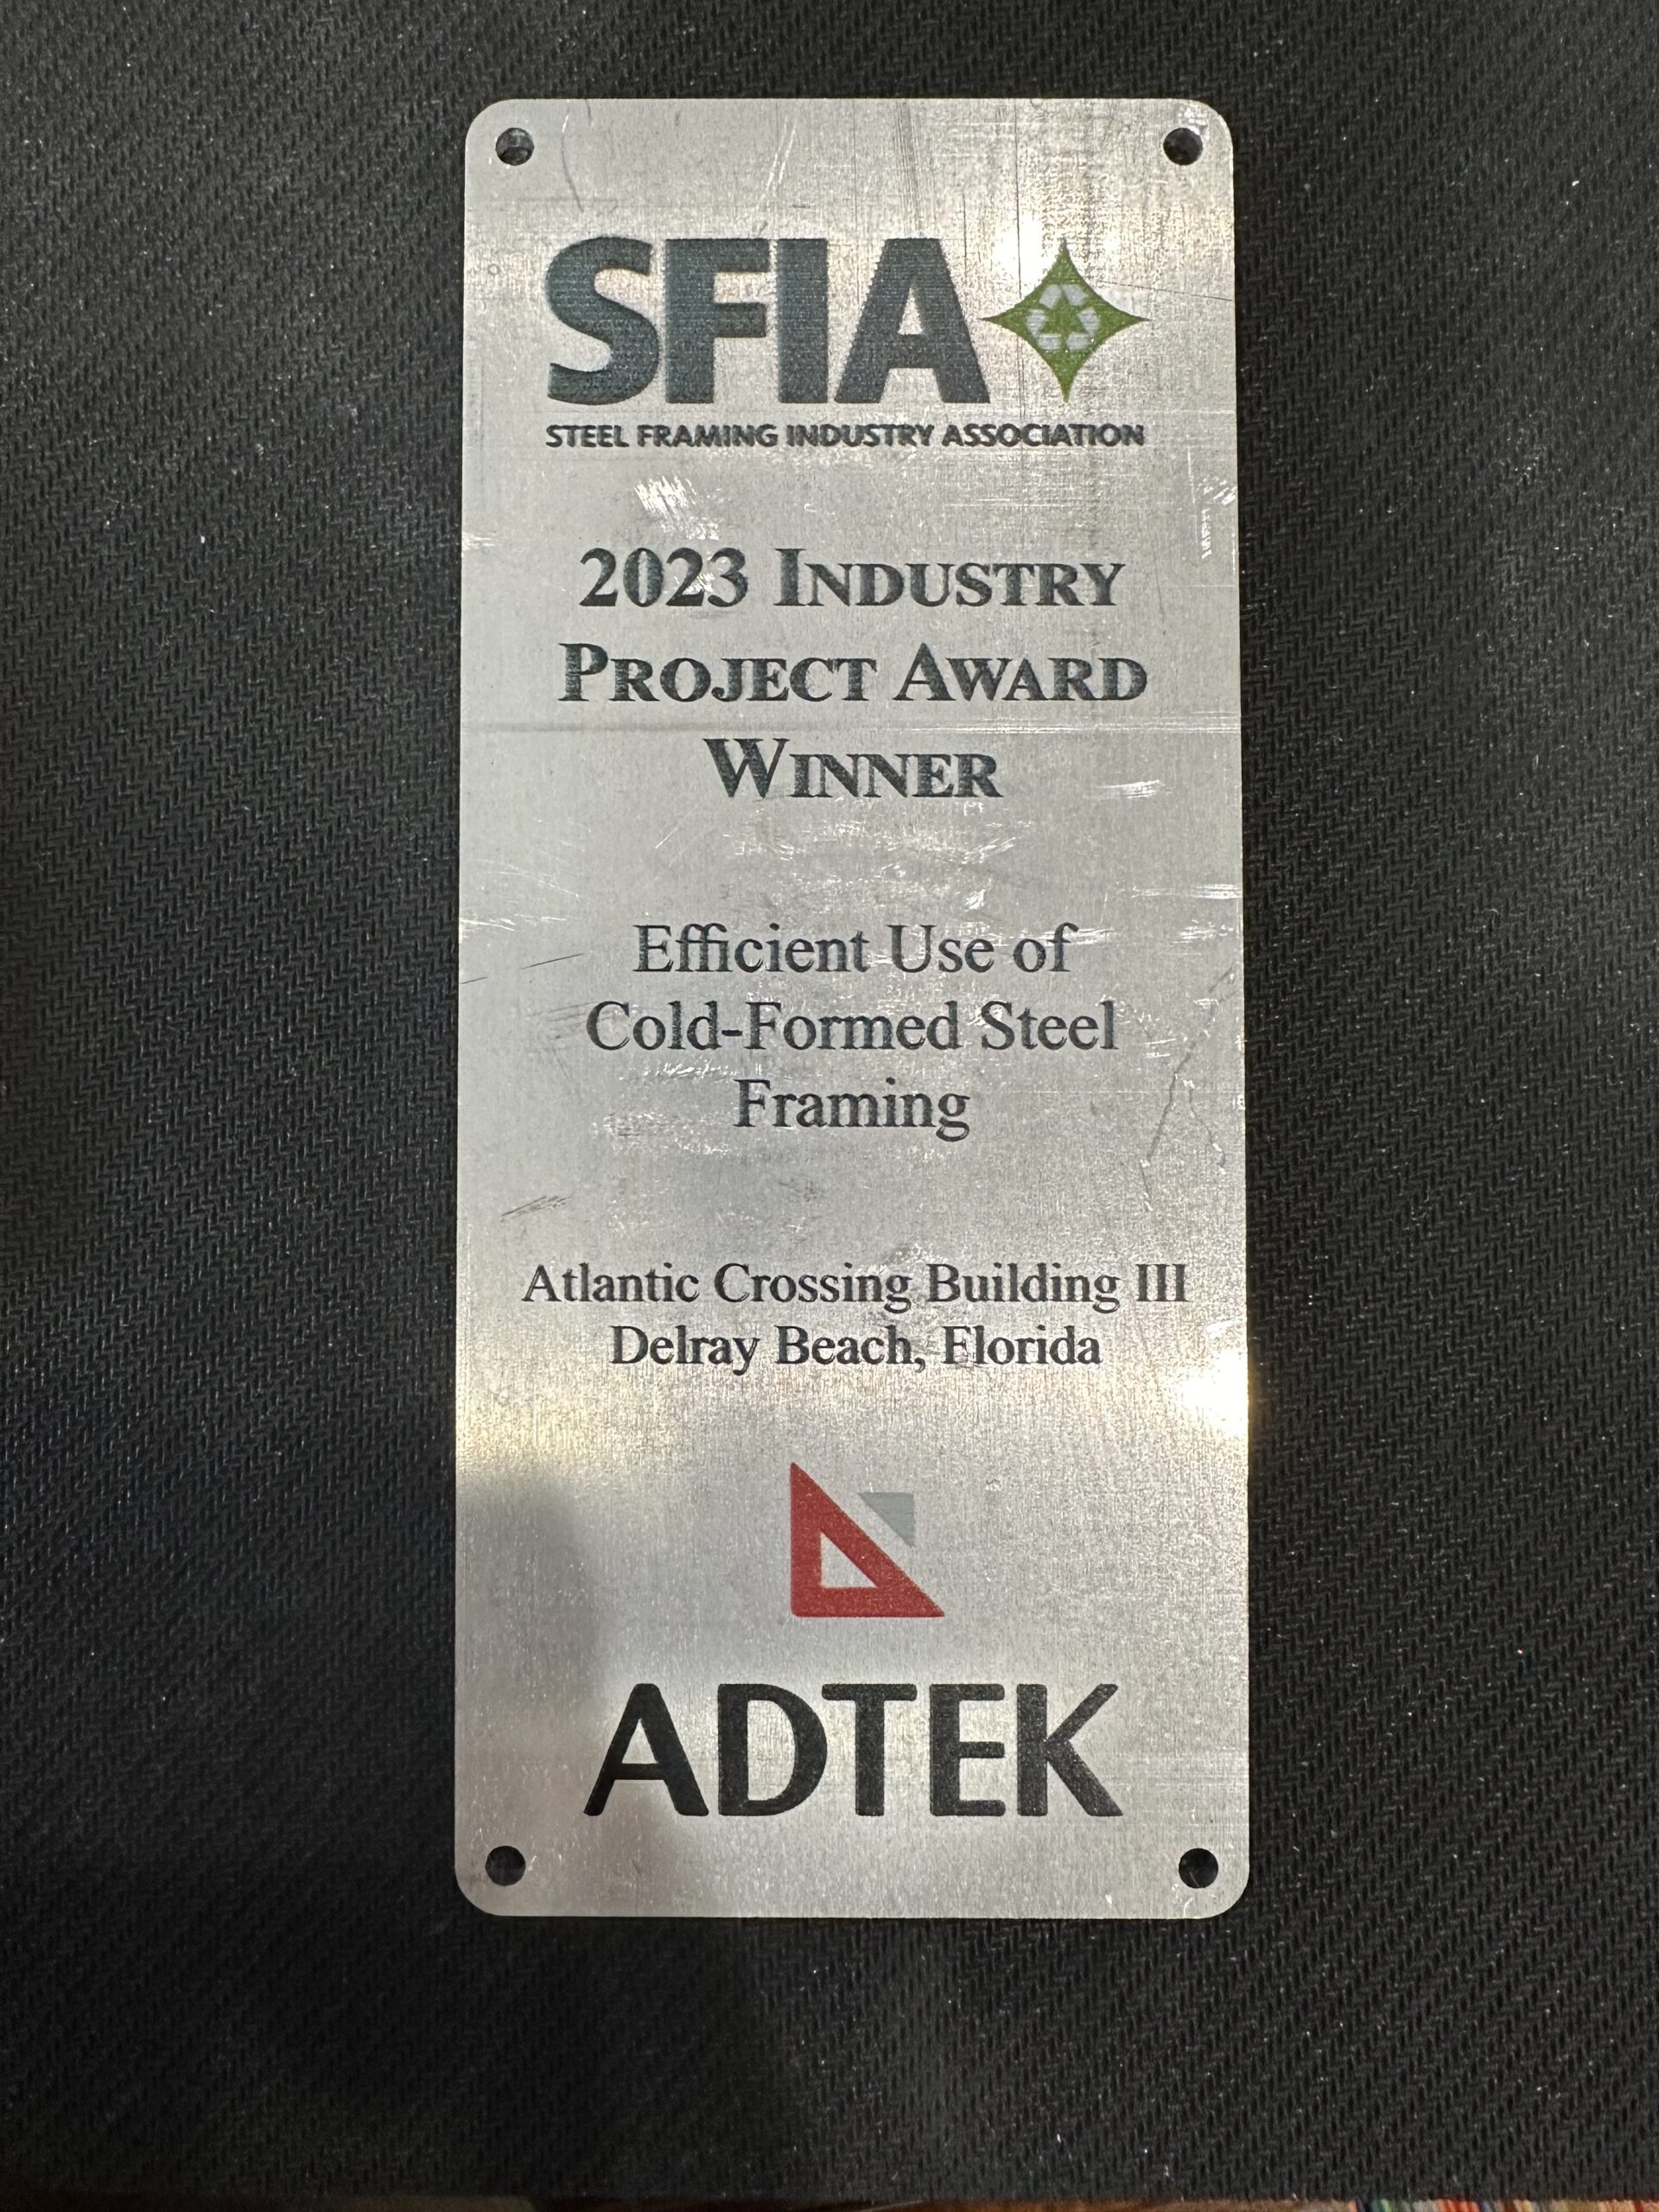 SFIA
STEEL FRAMING INDUSTRY ASSOCIATION
2023 INDUSTRY
PROJECT AWARD
WINNER
Efficient Use of
Cold-Formed Steel
Framing
Atlantic Crossing Building III
Delray Beach, Florida
ADTEK